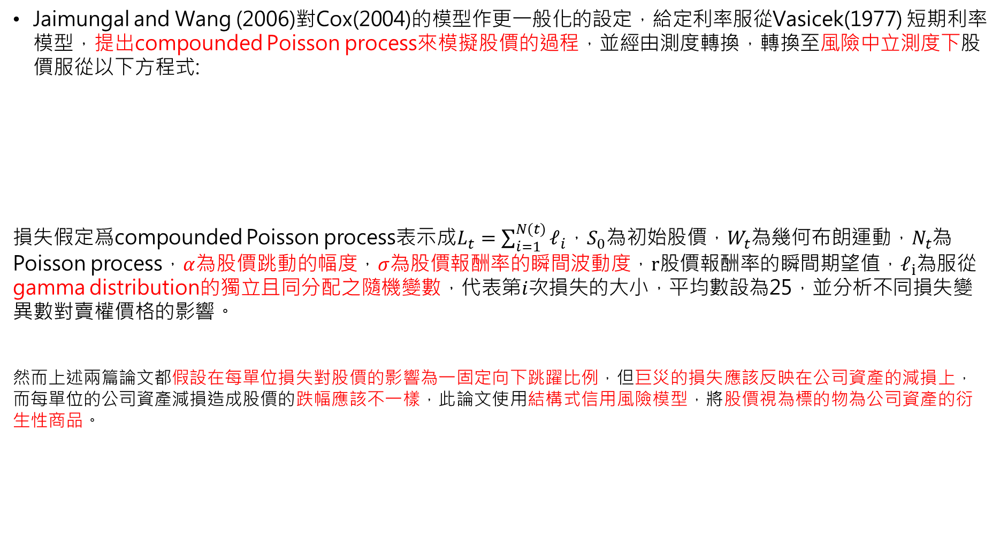 • Jaimungal and Wang (2006)對Cox(2004)的模型作更一般化的設定，給定利率服從Vasicek(1977) 短期利率
模型，提出compounded Poisson process來模擬股價的過程，並經由測度轉換，轉換至風險中立測度下股
價服從以下方程式:
損失假定爲compounded Poisson process表示成$L_t = \sum_{i=1}^{N(t)} \ell_i$，$S_0$為初始股價，$W_t$為幾何布朗運動，$N_t$為
Poisson process，α為股價跳動的幅度，σ為股價報酬率的瞬間波動度，r股價報酬率的瞬間期望值，$\ell_i$為服從
gamma distribution的獨立且同分配之隨機變數，代表第i次損失的大小，平均數設為25，並分析不同損失變
異數對賣權價格的影響。
然而上述兩篇論文都假設在每單位損失對股價的影響為一固定向下跳躍比例，但巨災的損失應該反映在公司資產的減損上，
而每單位的公司資產減損造成股價的跌幅應該不一樣，此論文使用結構式信用風險模型，將股價視為標的物為公司資產的衍
生性商品。